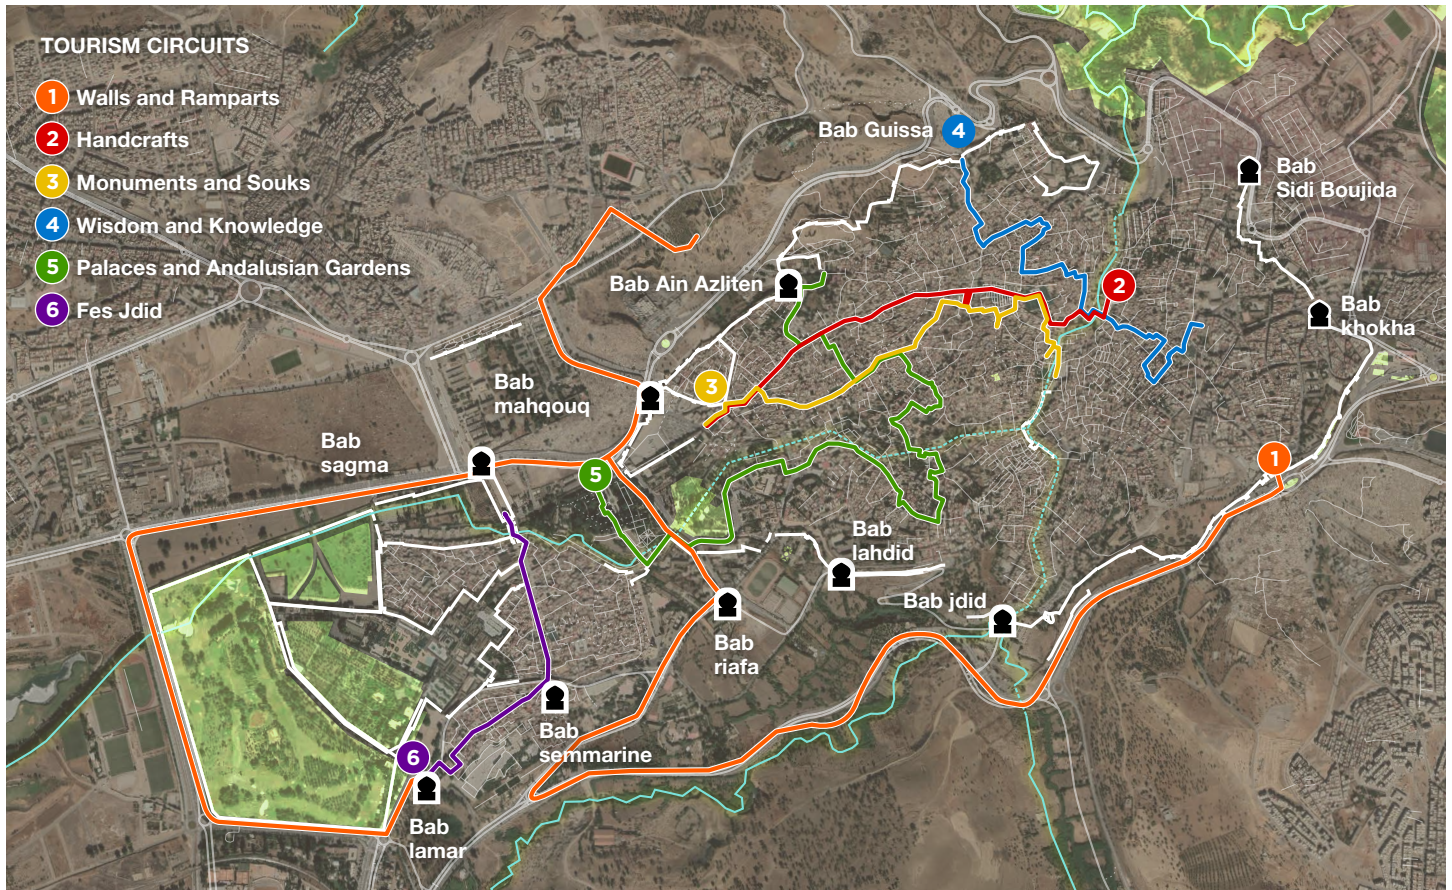 TOURISM CIRCUITS
1 Walls and Ramparts
2 Handcrafts
3 Monuments and Souks
4 Wisdom and Knowledge
5 Palaces and Andalusian Gardens
6 Fes Jdid
Bab Guissa 4
Bab
Sidi Boujida
Bab Ain Azliten
2
Bab
khokha
Bab
mahqouq
3
Bab
sagma
5
1
Bab
lahdid
Bab jdid
Bab
riafa
Bab
semmarine
6
Bab
lamar